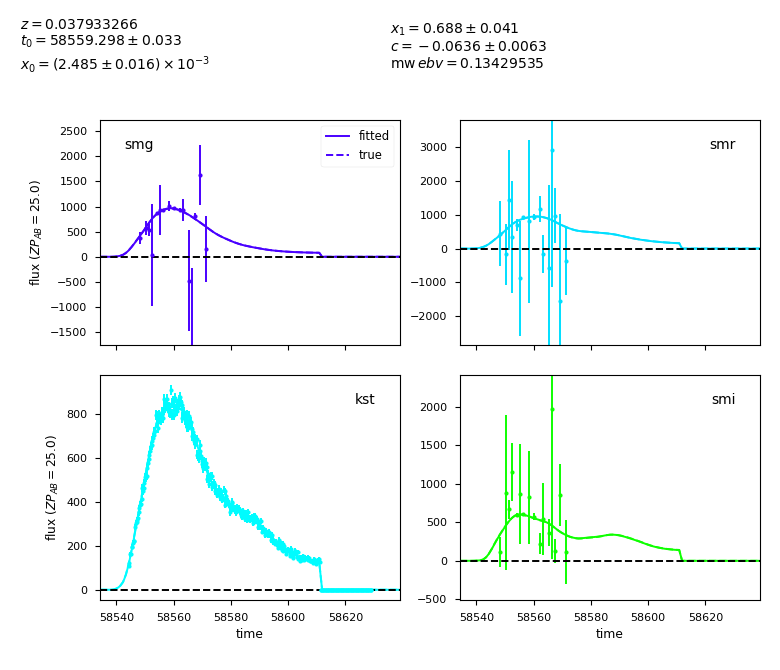 z = 0.037933266
t₀ = 58559.298 ± 0.033
x₀ = (2.485 ± 0.016) × 10⁻³
x₁ = 0.688 ± 0.041
c = −0.0636 ± 0.0063
mw ebv = 0.13429535
smg
fitted
true
2500
2000
1500
1000
500
0
−500
−1000
−1500
flux (ZP_AB = 25.0)
smr
3000
2000
1000
0
−1000
−2000
kst
800
600
400
200
0
flux (ZP_AB = 25.0)
58540 58560 58580 58600 58620
time
smi
2000
1500
1000
500
0
−500
58540 58560 58580 58600 58620
time